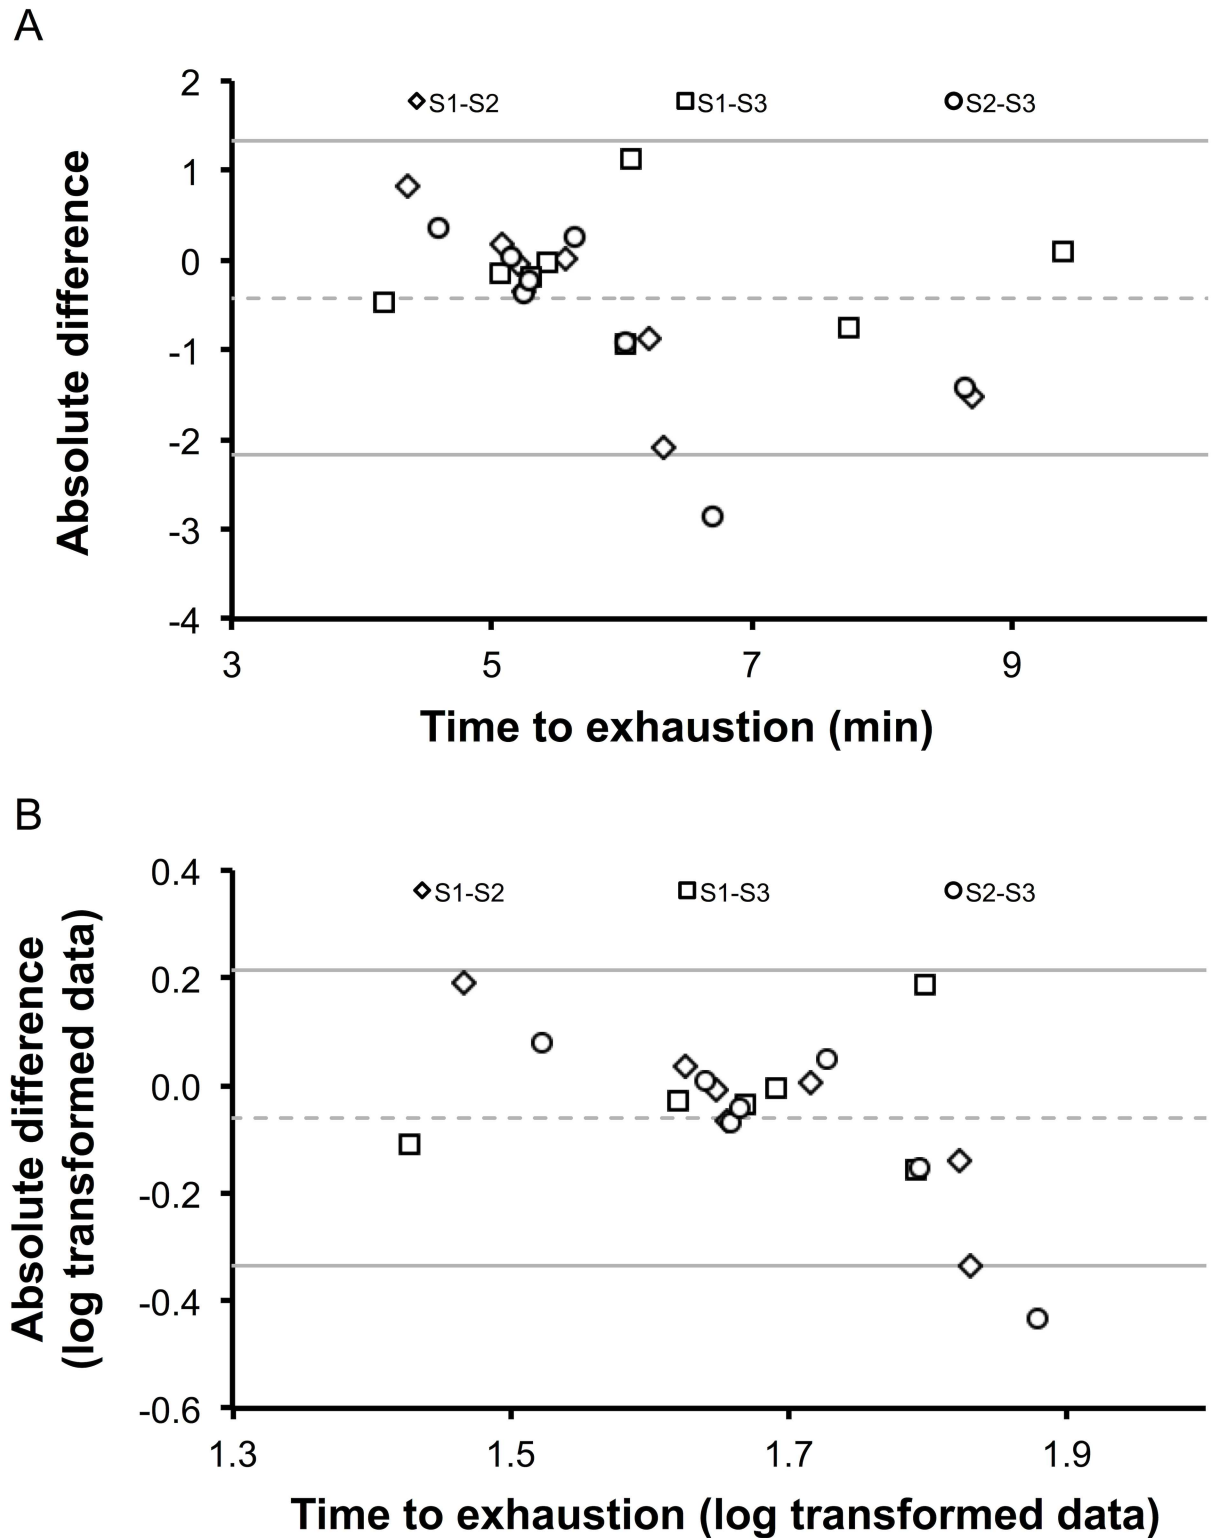 A
2
S1-S2 S1-S3 S2-S3
1
0
-1
-2
-3
-4
3 5 7 9
Absolute difference
Time to exhaustion (min)
B
0.4
S1-S2 S1-S3 S2-S3
0.2
0.0
-0.2
-0.4
-0.6
1.3 1.5 1.7 1.9
Absolute difference
(log transformed data)
Time to exhaustion (log transformed data)